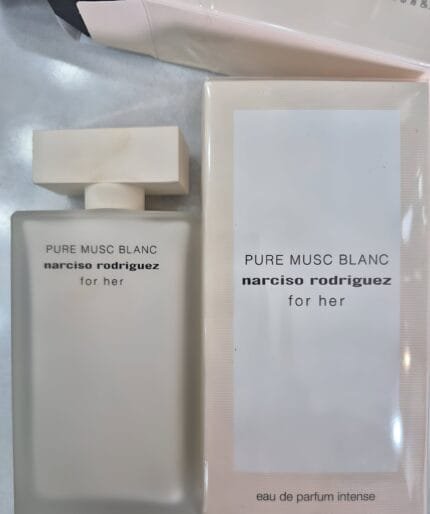 PURE MUSC BLANC
narciso rodriguez
for her
PURE MUSC BLANC
narciso rodriguez
for her
eau de parfum intense